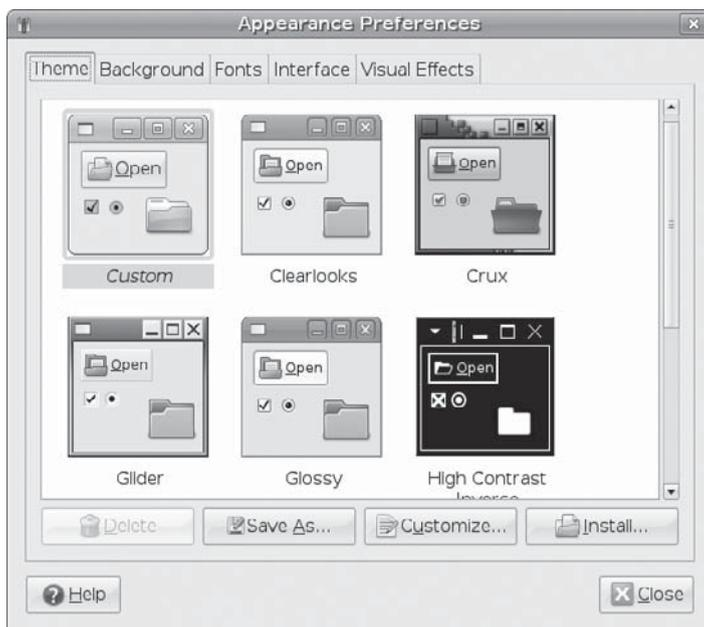 Appearance Preferences
Theme Background Fonts Interface Visual Effects
Open Open Open
Custom Clearlooks Crux
Open Open Open
Glider Glossy High Contrast
Inverse
Delete Save As... Customize... Install...
Help Close